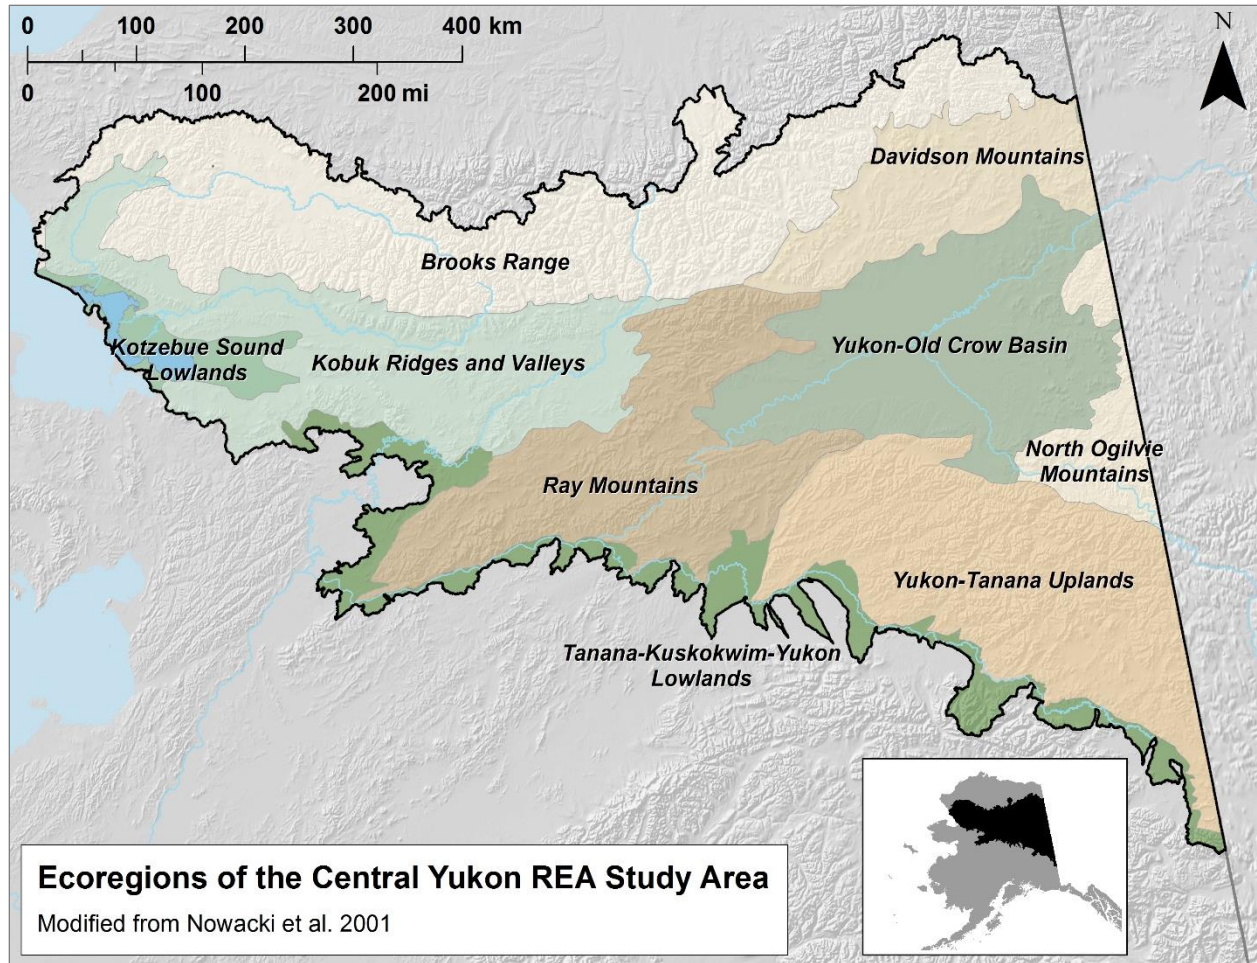 0 100 200 300 400 km
0 100 200 mi
N
Davidson Mountains
Brooks Range
Kotzebue Sound
Lowlands
Kobuk Ridges and Valleys
Yukon-Old Crow Basin
North Ogilvie
Mountains
Ray Mountains
Yukon-Tanana Uplands
Tanana-Kuskokwim-Yukon
Lowlands
Ecoregions of the Central Yukon REA Study Area
Modified from Nowacki et al. 2001